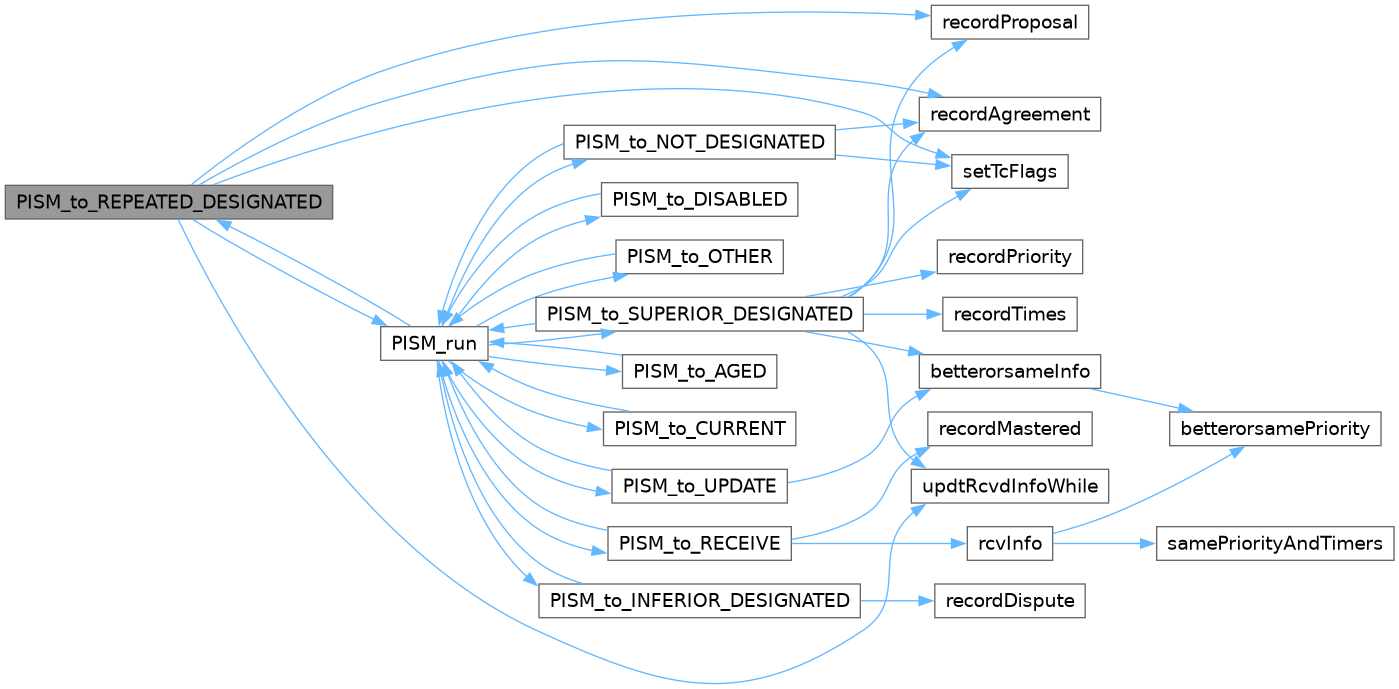 recordProposal
recordAgreement
PISM_to_NOT_DESIGNATED
setTcFlags
PISM_to_REPEATED_DESIGNATED
PISM_to_DISABLED
PISM_to_OTHER
recordPriority
PISM_to_SUPERIOR_DESIGNATED
recordTimes
PISM_run
PISM_to_AGED
betterorsameInfo
PISM_to_CURRENT
recordMastered
betterorsamePriority
PISM_to_UPDATE
updtRcvdInfoWhile
PISM_to_RECEIVE
rcvInfo
samePriorityAndTimers
PISM_to_INFERIOR_DESIGNATED
recordDispute